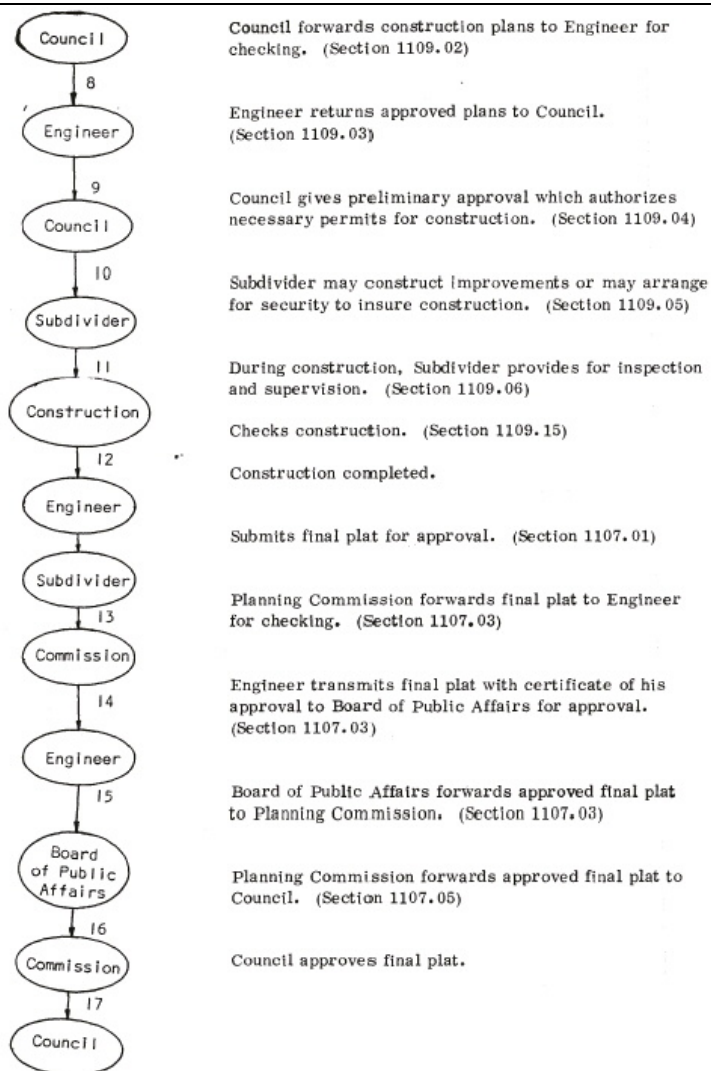 Council
Council forwards construction plans to Engineer for
checking. (Section 1109.02)
8
Engineer
Engineer returns approved plans to Council.
(Section 1109.03)
9
Council
Council gives preliminary approval which authorizes
necessary permits for construction. (Section 1109.04)
10
Subdivider
Subdivider may construct improvements or may arrange
for security to insure construction. (Section 1109.05)
11
Construction
During construction, Subdivider provides for inspection
and supervision. (Section 1109.06)
Checks construction. (Section 1109.15)
12
Construction completed.
Engineer
Submits final plat for approval. (Section 1107.01)
Subdivider
13
Planning Commission forwards final plat to Engineer
for checking. (Section 1107.03)
Commission
14
Engineer transmits final plat with certificate of his
approval to Board of Public Affairs for approval.
(Section 1107.03)
Engineer
15
Board of Public Affairs forwards approved final plat
to Planning Commission. (Section 1107.03)
Board
of Public
Affairs
Planning Commission forwards approved final plat to
Council. (Section 1107.05)
16
Commission
Council approves final plat.
17
Council